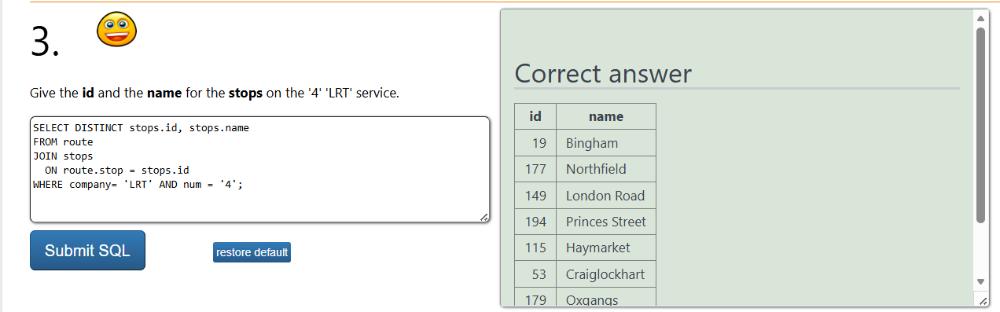 3.
Give the id and the name for the stops on the '4' 'LRT' service.
SELECT DISTINCT stops.id, stops.name
FROM route
JOIN stops
  ON route.stop = stops.id
WHERE company= 'LRT' AND num = '4';
Submit SQL
restore default
Correct answer
id name
19 Bingham
177 Northfield
149 London Road
194 Princes Street
115 Haymarket
53 Craiglockhart
179 Oxgangs